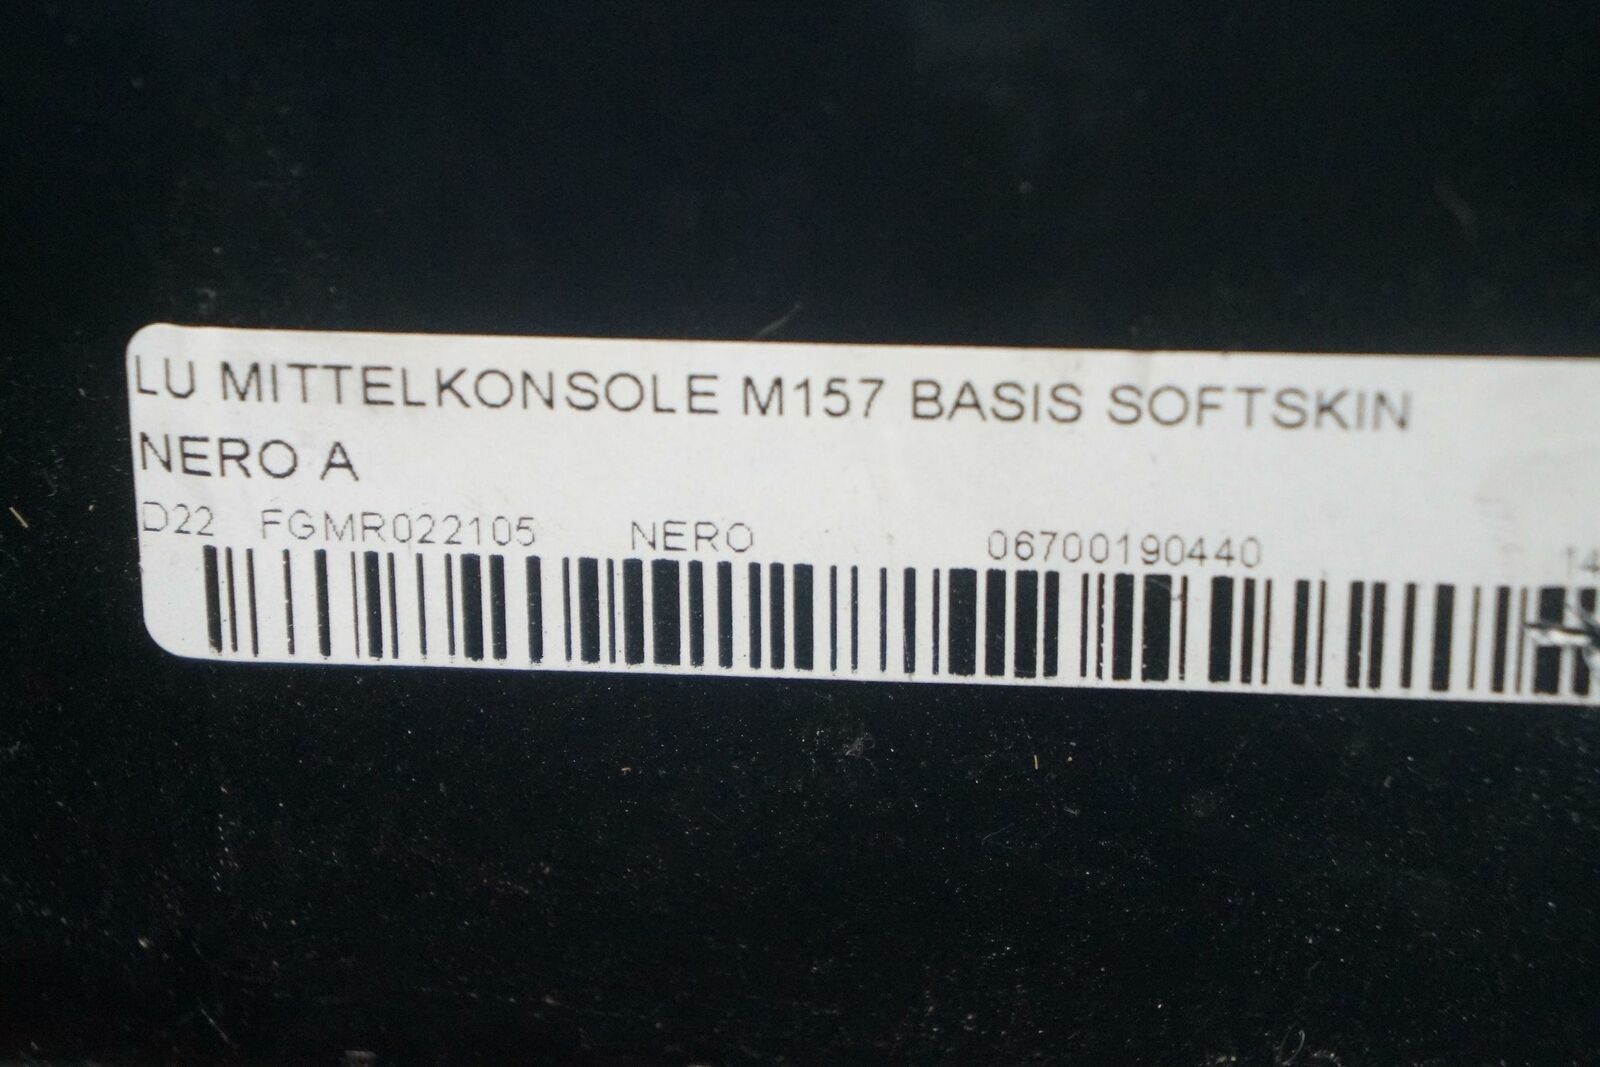 LU MITTELKONSOLE M157 BASIS SOFTSKIN
NERO A
D22 FGMR022105 NERO 06700190440